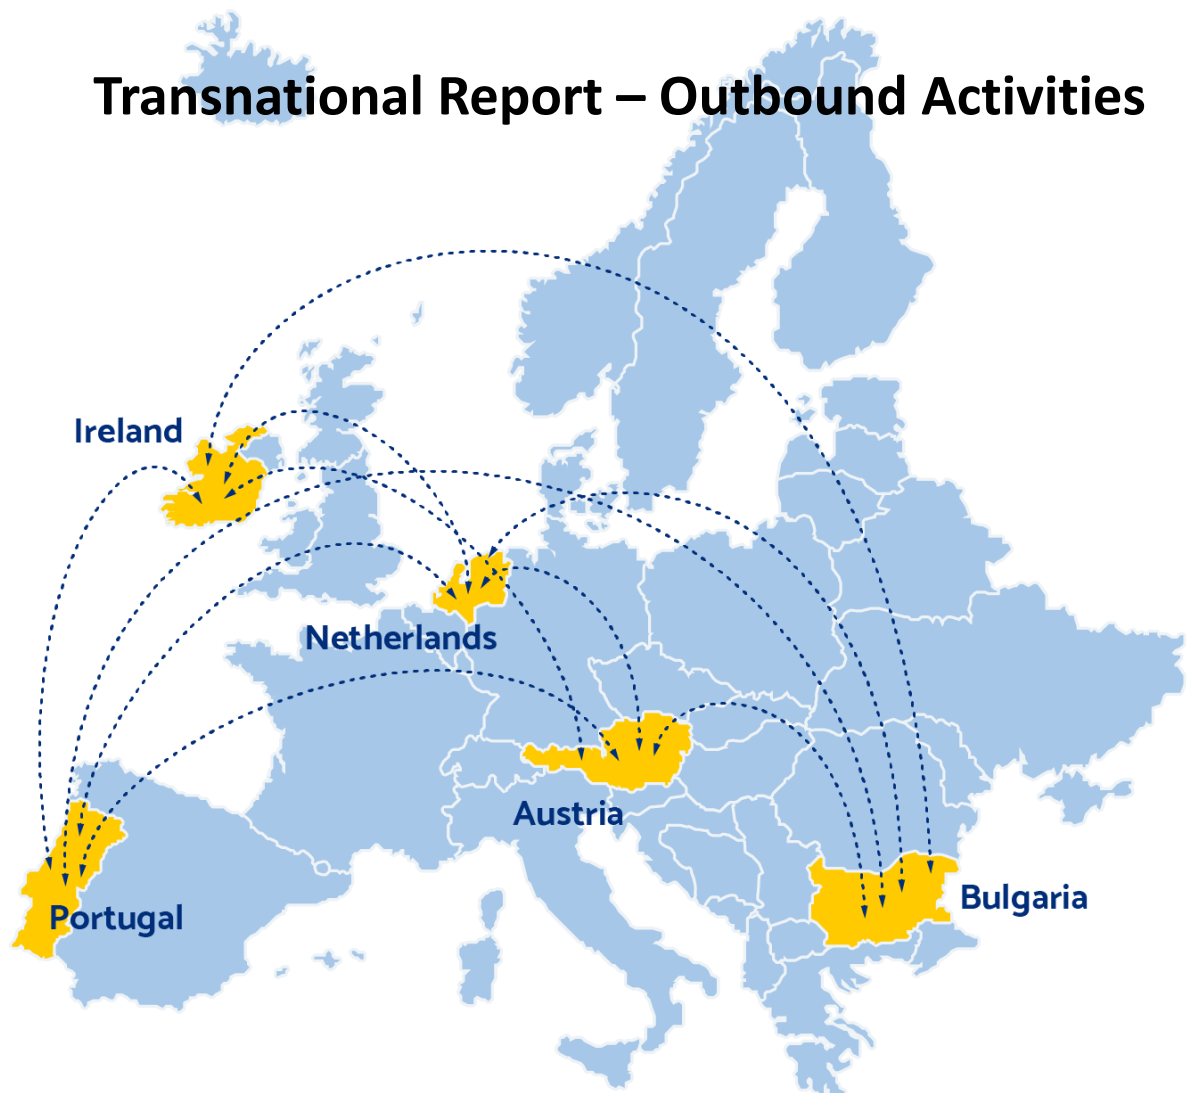 Transnational Report – Outbound Activities
Ireland
Netherlands
Austria
Bulgaria
Portugal